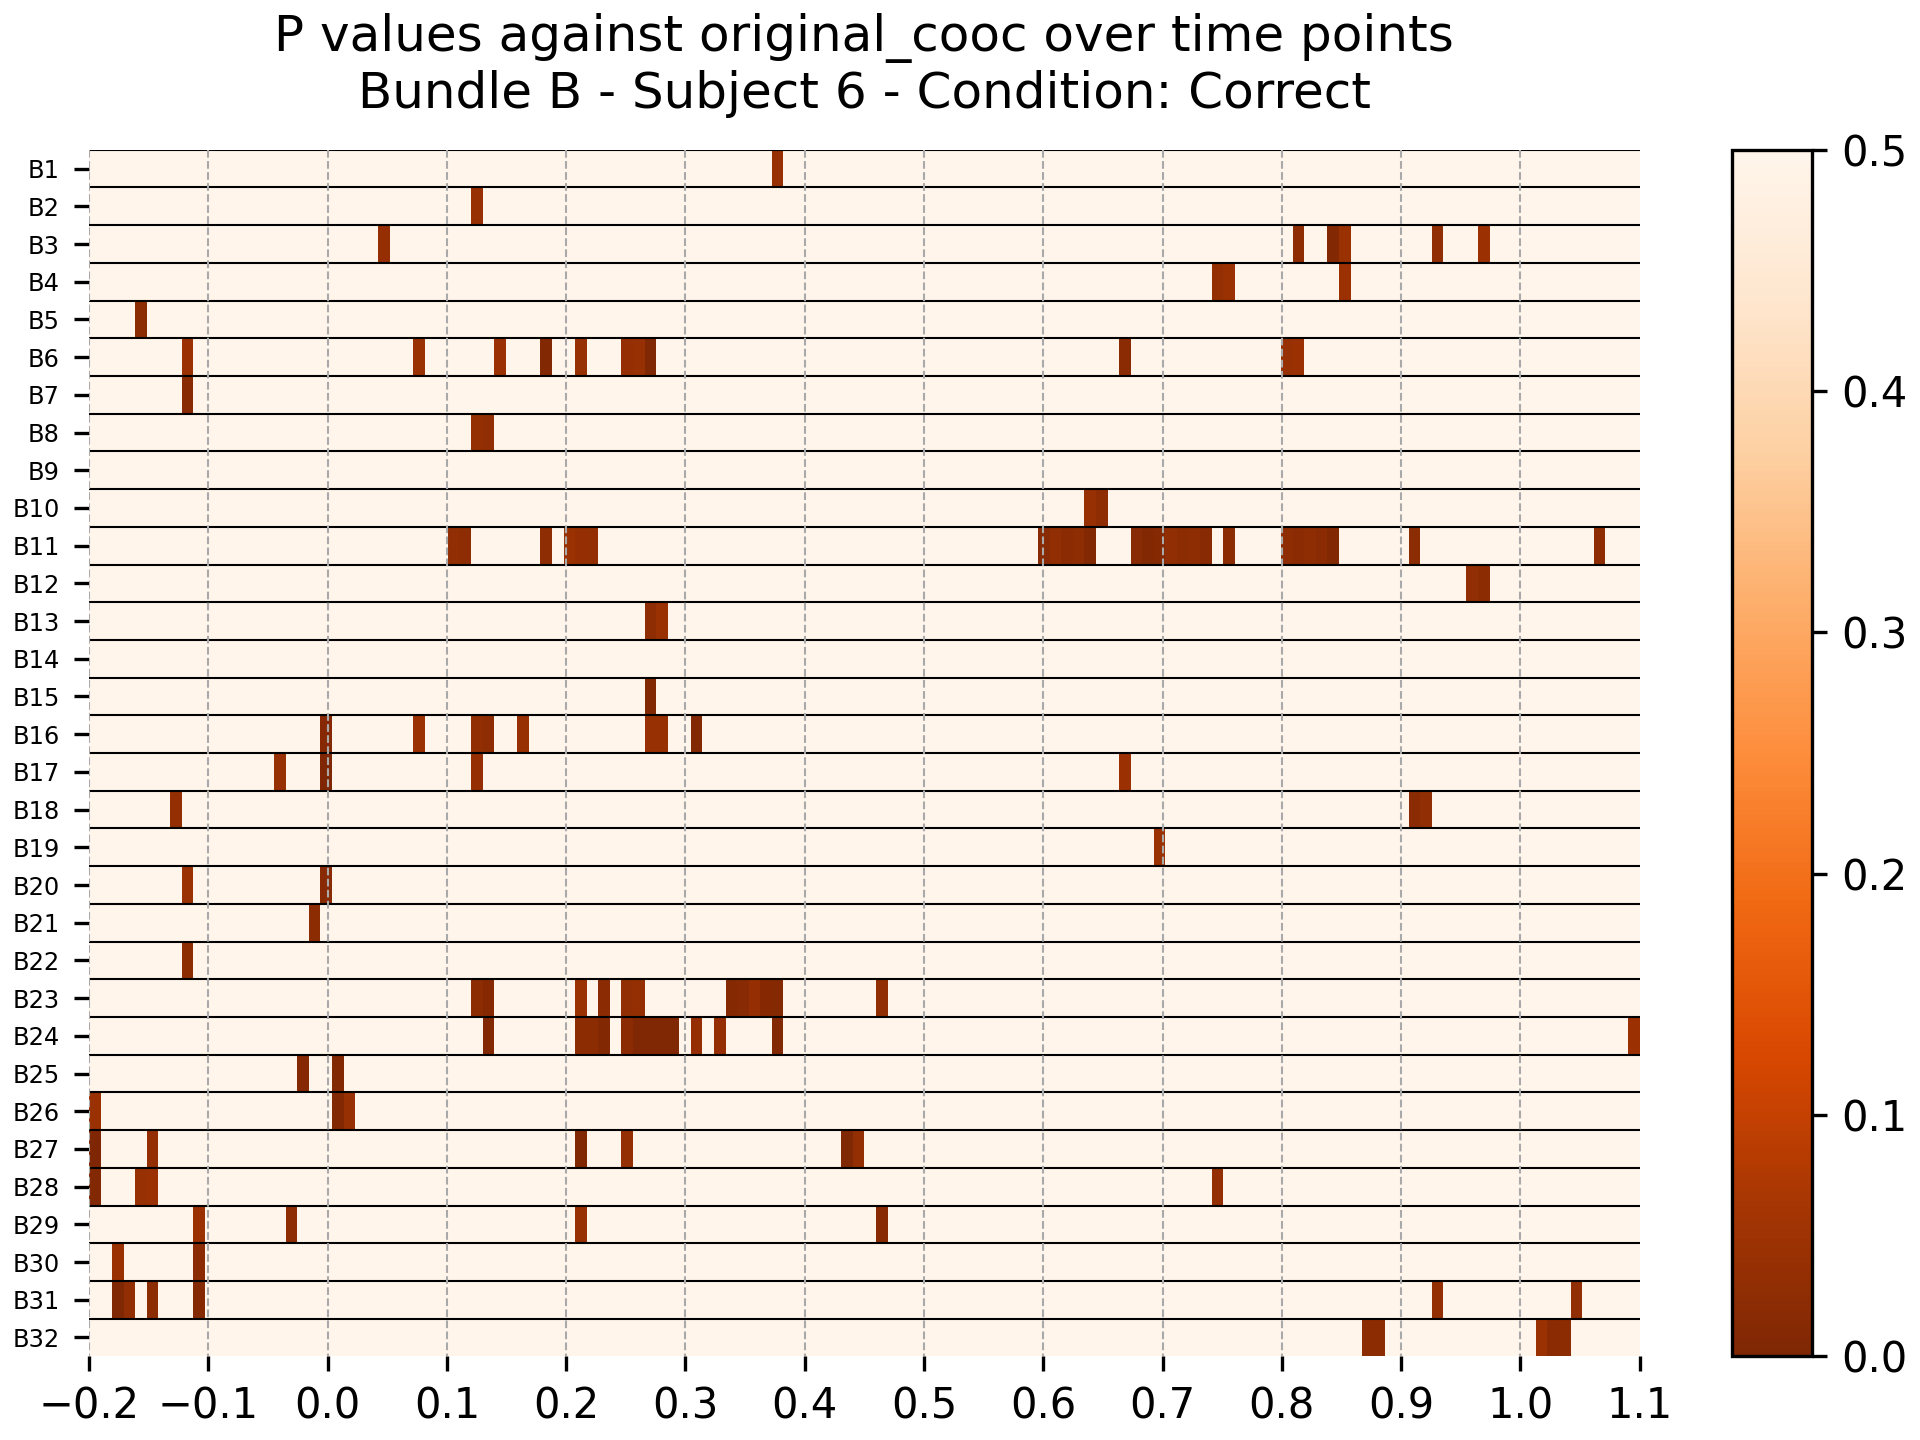 P values against original_cooc over time points
Bundle B - Subject 6 - Condition: Correct
B1
B2
B3
B4
B5
B6
B7
B8
B9
B10
B11
B12
B13
B14
B15
B16
B17
B18
B19
B20
B21
B22
B23
B24
B25
B26
B27
B28
B29
B30
B31
B32
−0.2 −0.1 0.0 0.1 0.2 0.3 0.4 0.5 0.6 0.7 0.8 0.9 1.0 1.1
0.5
0.4
0.3
0.2
0.1
0.0